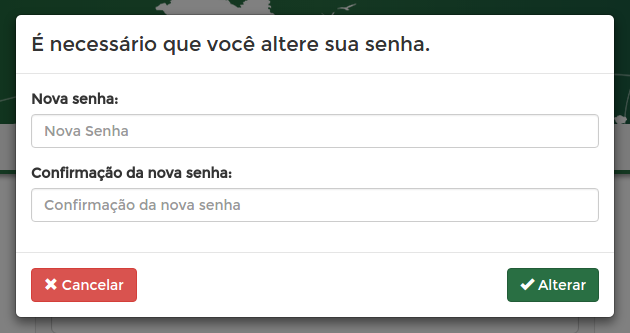 É necessário que você altere sua senha.
Nova senha:
Nova Senha
Confirmação da nova senha:
Confirmação da nova senha
Cancelar
Alterar